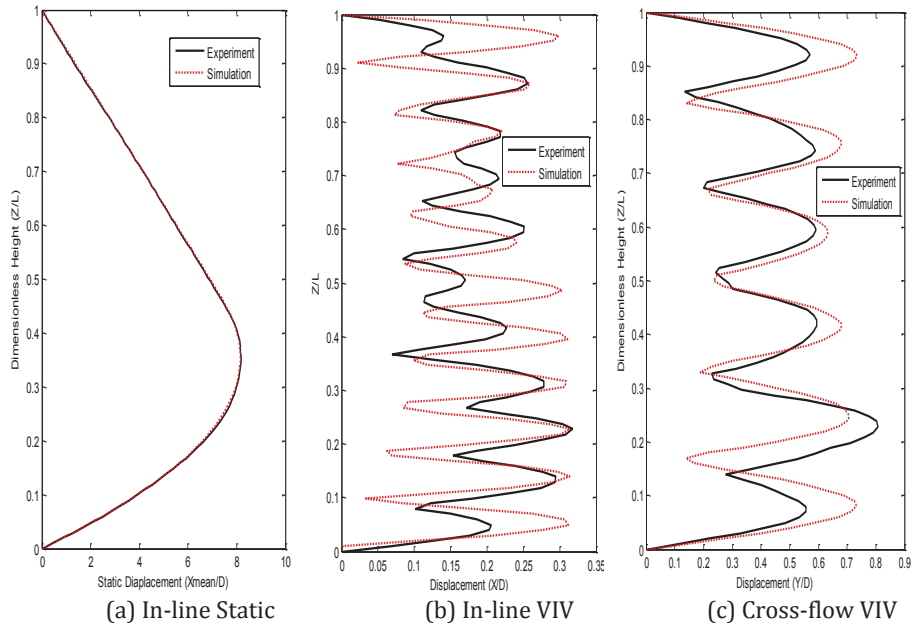 1
0.9
0.8
0.7
0.6
0.5
0.4
0.3
0.2
0.1
0
Dimensionless Height (Z/L)
Experiment
Simulation
0 2 4 6 8 10
Static Diaplacement (Xmean/D)
(a) In-line Static
1
0.9
0.8
0.7
0.6
0.5
0.4
0.3
0.2
0.1
0
Z/L
Experiment
Simulation
0 0.05 0.1 0.15 0.2 0.25 0.3 0.35
Displacement (X/D)
(b) In-line VIV
1
0.9
0.8
0.7
0.6
0.5
0.4
0.3
0.2
0.1
0
Dimensionless Height (Z/L)
Experiment
Simulation
0 0.1 0.2 0.3 0.4 0.5 0.6 0.7 0.8 0.9
Displacement (Y/D)
(c) Cross-flow VIV